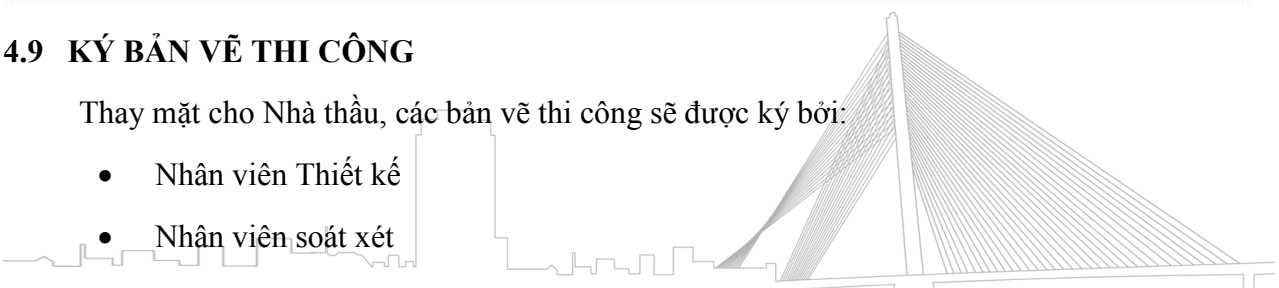 4.9 KÝ BẢN VẼ THI CÔNG
Thay mặt cho Nhà thầu, các bản vẽ thi công sẽ được ký bởi:
• Nhân viên Thiết kế
• Nhân viên soát xét